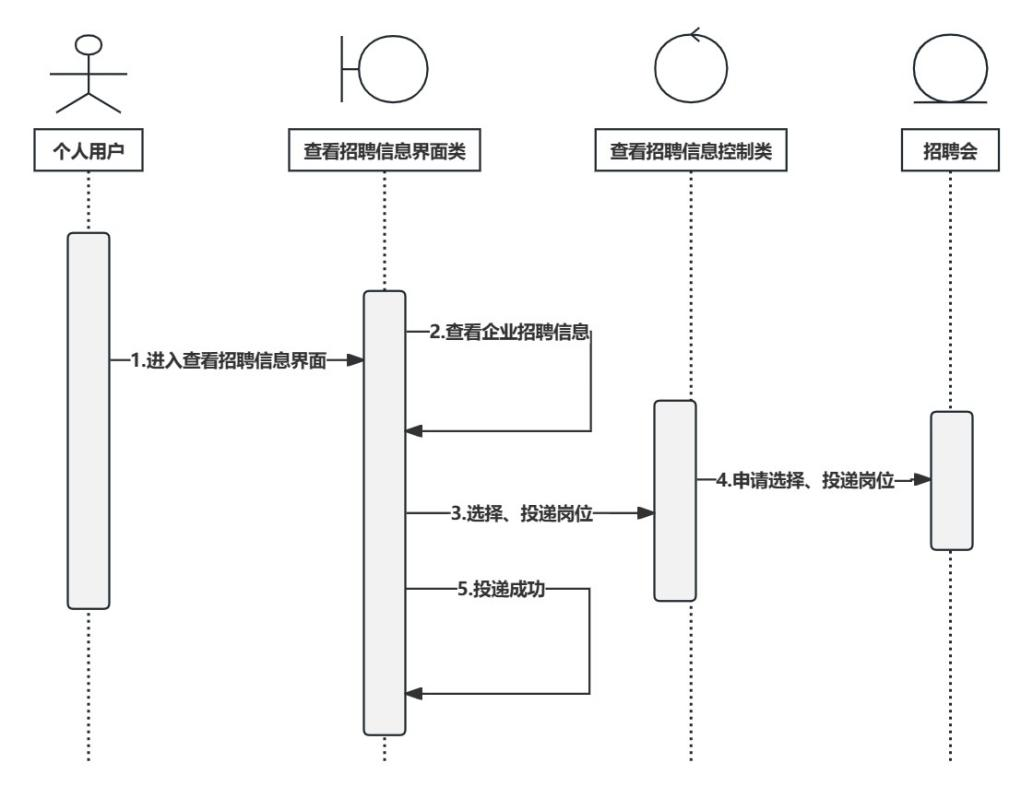 个人用户
查看招聘信息界面类
查看招聘信息控制类
招聘会
2.查看企业招聘信息
1.进入查看招聘信息界面
4.申请选择、投递岗位
3.选择、投递岗位
5.投递成功